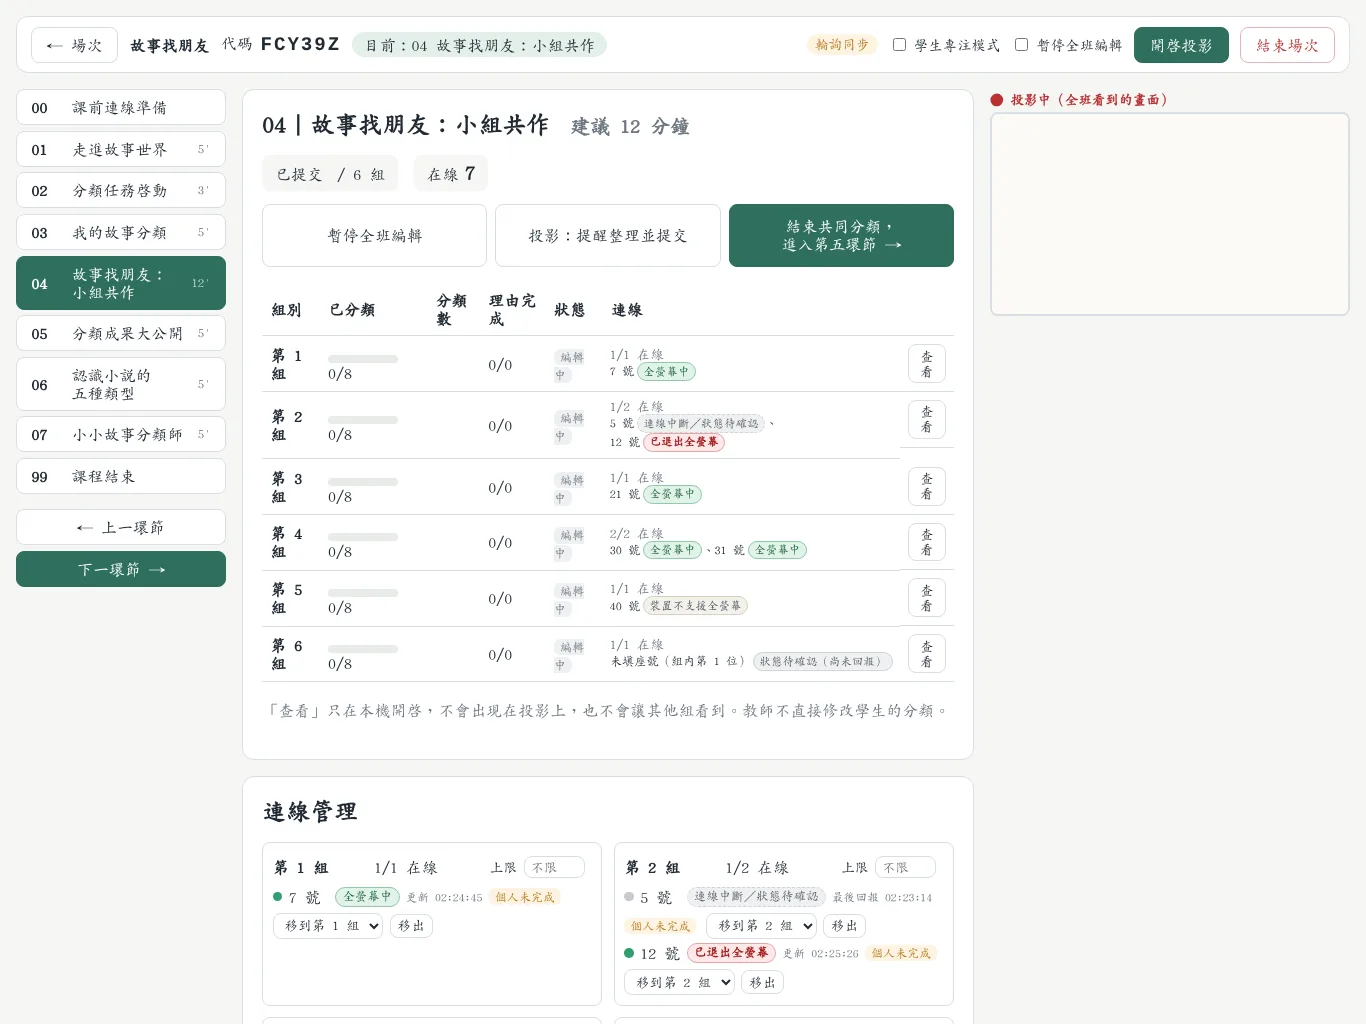 ← 場次
故事找朋友 代碼 FCY39Z 目前：04 故事找朋友：小組共作
輪詢同步 學生專注模式 暫停全班編輯 開啓投影 結束場次
00 課前連線準備
01 走進故事世界 5'
02 分類任務啓動 3'
03 我的故事分類 5'
04 故事找朋友：
小組共作 12'
05 分類成果大公開 5'
06 認識小說的
五種類型 5'
07 小小故事分類師 5'
99 課程結束
← 上一環節
下一環節 →
04｜故事找朋友：小組共作 建議 12 分鐘
已提交 / 6 組 在線 7
暫停全班編輯
投影：提醒整理並提交
結束共同分類，
進入第五環節 →
組別 已分類 分類
數 理由完
成 狀態 連線
第 1
組 0/8 0/0 編輯
中 1/1 在線
7 號 全螢幕中 查
看
第 2
組 0/8 0/0 編輯
中 1/2 在線
5 號 連線中斷／狀態待確認 、
12 號 已退出全螢幕 查
看
第 3
組 0/8 0/0 編輯
中 1/1 在線
21 號 全螢幕中 查
看
第 4
組 0/8 0/0 編輯
中 2/2 在線
30 號 全螢幕中 、31 號 全螢幕中 查
看
第 5
組 0/8 0/0 編輯
中 1/1 在線
40 號 裝置不支援全螢幕 查
看
第 6
組 0/8 0/0 編輯
中 1/1 在線
未填座號（組內第 1 位） 狀態待確認（尚未回報） 查
看
「查看」只在本機開啓，不會出現在投影上，也不會讓其他組看到。教師不直接修改學生的分類。
連線管理
第 1 組 1/1 在線 上限 不限
7 號 全螢幕中 更新 02:24:45 個人未完成
移到第 1 組 移出
第 2 組 1/2 在線 上限 不限
5 號 連線中斷／狀態待確認 最後回報 02:23:14
個人未完成 移到第 2 組 移出
12 號 已退出全螢幕 更新 02:25:26 個人未完成
移到第 2 組 移出
投影中（全班看到的畫面）